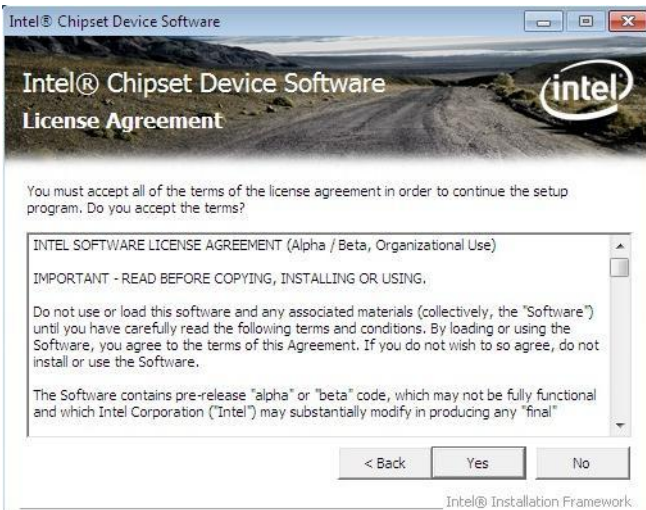 Intel® Chipset Device Software
Intel® Chipset Device Software
intel
License Agreement
You must accept all of the terms of the license agreement in order to continue the setup
program. Do you accept the terms?
INTEL SOFTWARE LICENSE AGREEMENT (Alpha / Beta, Organizational Use)
IMPORTANT - READ BEFORE COPYING, INSTALLING OR USING.
Do not use or load this software and any associated materials (collectively, the "Software")
until you have carefully read the following terms and conditions. By loading or using the
Software, you agree to the terms of this Agreement. If you do not wish to so agree, do not
install or use the Software.
The Software contains pre-release "alpha" or "beta" code, which may not be fully functional
and which Intel Corporation ("Intel") may substantially modify in producing any "final"
< Back Yes No
Intel® Installation Framework